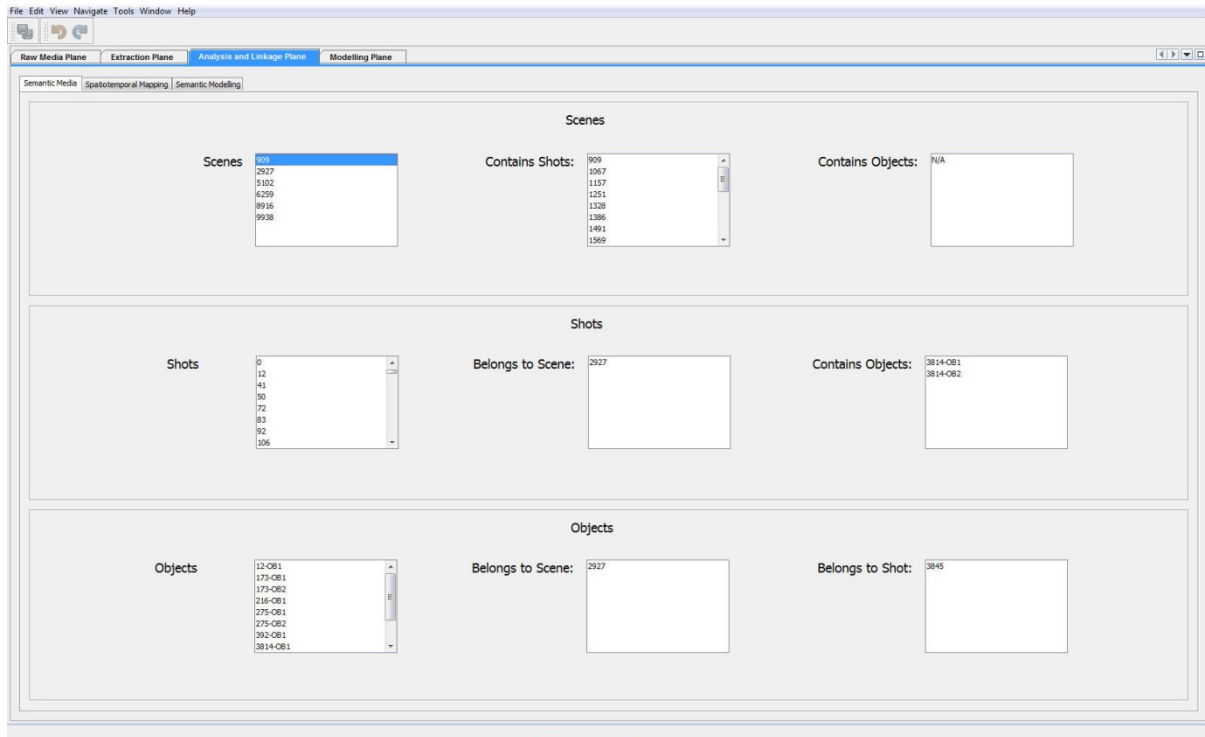 File Edit View Navigate Tools Window Help
Raw Media Plane Extraction Plane Analysis and Linkage Plane Modelling Plane
Semantic Media Spatiotemporal Mapping Semantic Modelling
Scenes
Scenes
909
2927
5102
6259
8916
9938
Contains Shots:
909
1067
1157
1251
1328
1386
1491
1569
Contains Objects:
N/A
Shots
Shots
0
12
41
50
72
83
92
106
Belongs to Scene:
2927
Contains Objects:
3814-OB1
3814-OB2
Objects
Objects
12-OB1
173-OB1
173-OB2
216-OB1
275-OB1
275-OB2
392-OB1
3814-OB1
Belongs to Scene:
2927
Belongs to Shot:
3845